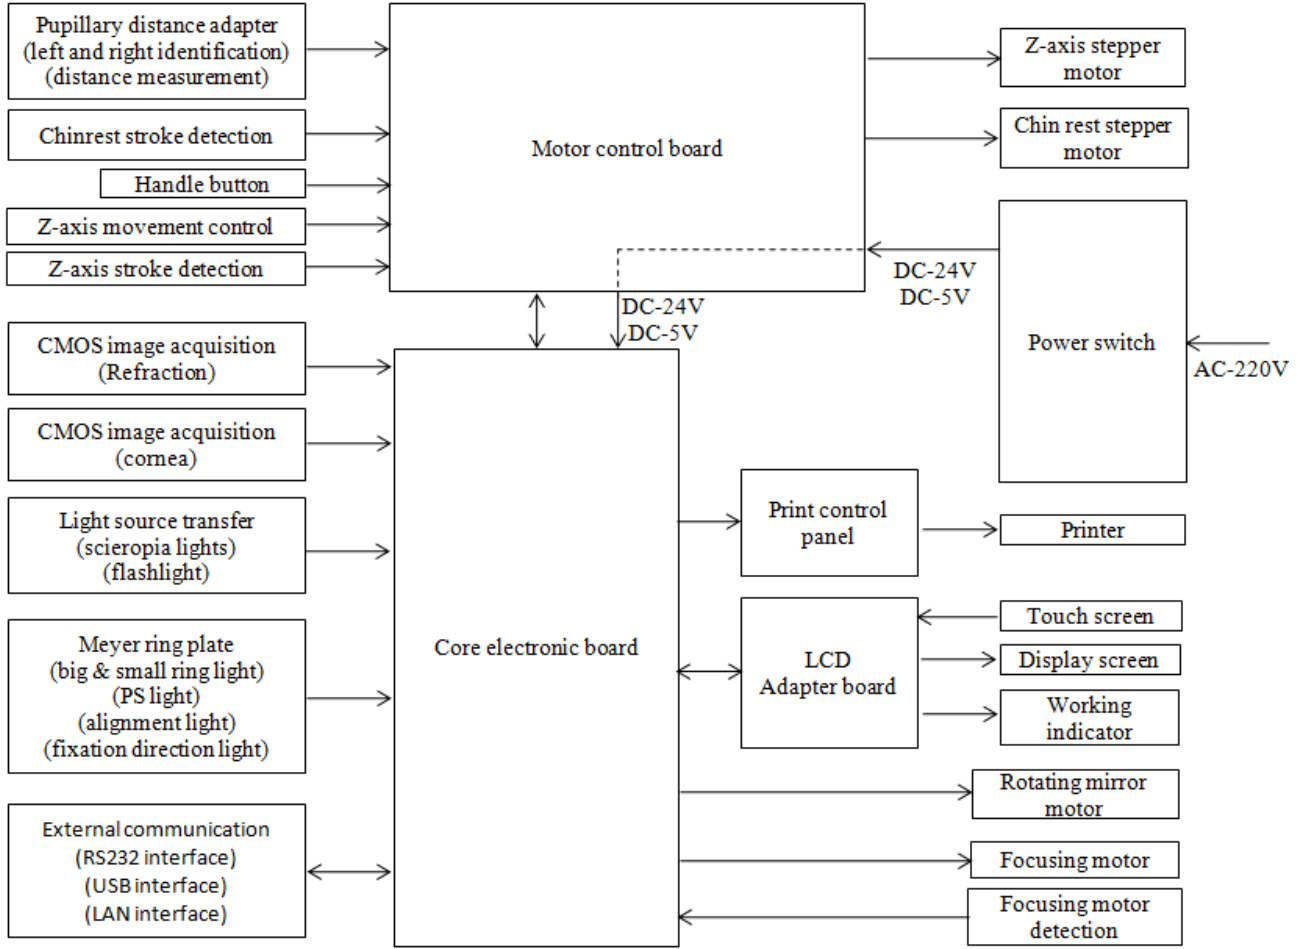 Pupillary distance adapter
(left and right identification)
(distance measurement)
Chinrest stroke detection
Handle button
Z-axis movement control
Z-axis stroke detection
Motor control board
Z-axis stepper
motor
Chin rest stepper
motor
DC-24V
DC-5V
DC-24V
DC-5V
Power switch
AC-220V
CMOS image acquisition
(Refraction)
CMOS image acquisition
(cornea)
Light source transfer
(scieropia lights)
(flashlight)
Meyer ring plate
(big & small ring light)
(PS light)
(alignment light)
(fixation direction light)
External communication
(RS232 interface)
(USB interface)
(LAN interface)
Core electronic board
Print control
panel
Printer
LCD
Adapter board
Touch screen
Display screen
Working
indicator
Rotating mirror
motor
Focusing motor
Focusing motor
detection